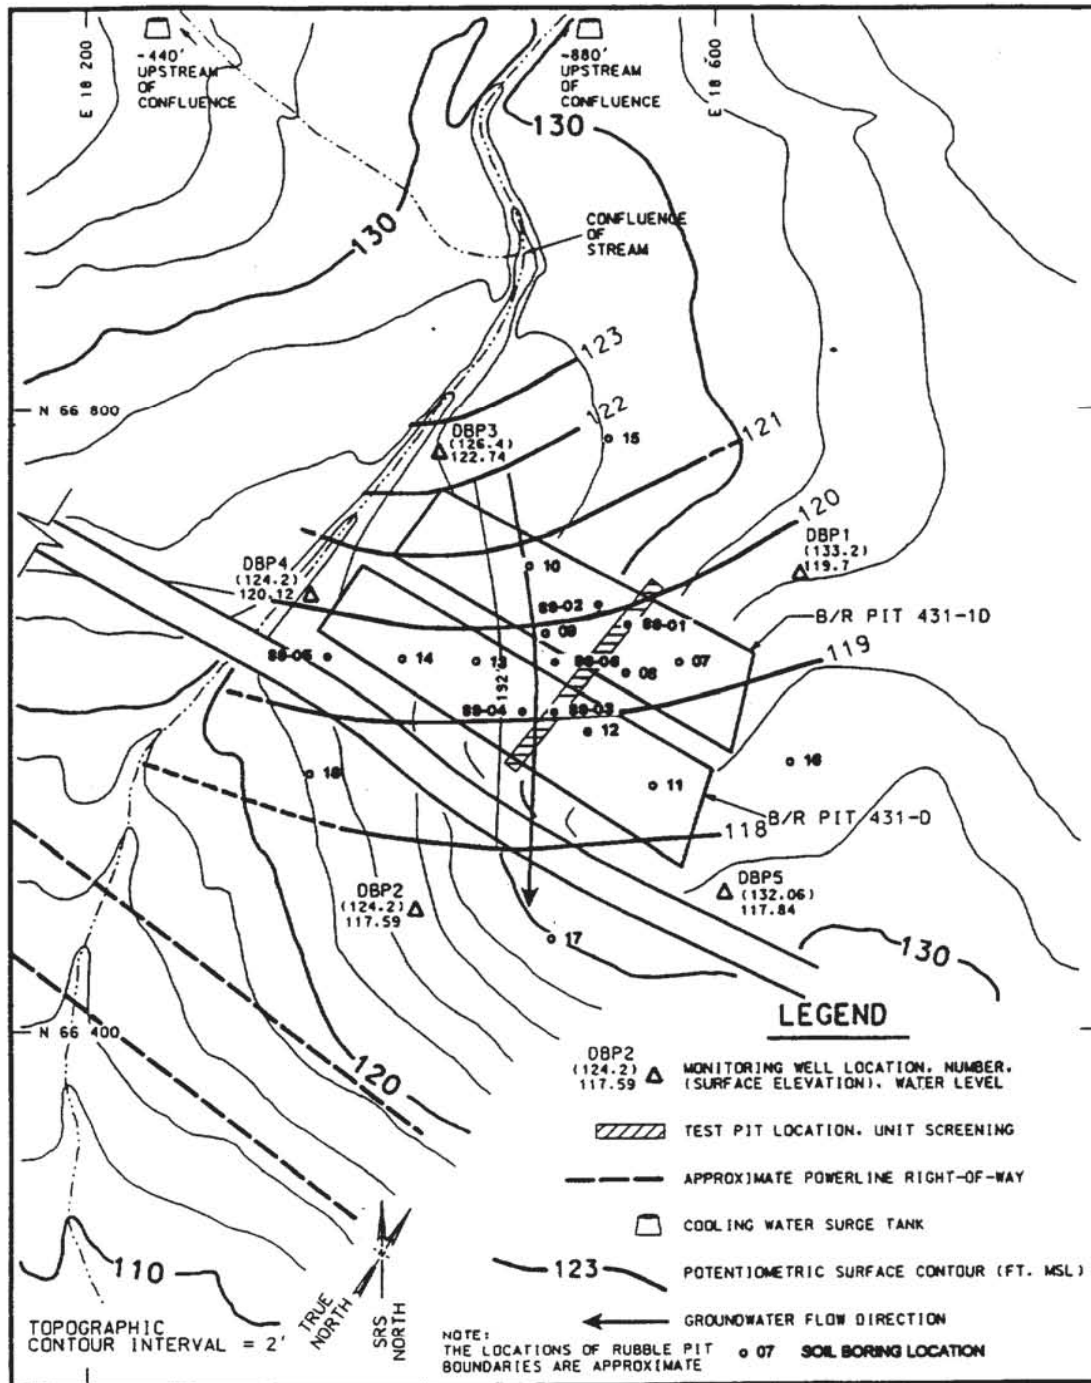 E 18 200
-440'
UPSTREAM
OF
CONFLUENCE
-880'
UPSTREAM
OF
CONFLUENCE
E 18 600
130
130
CONFLUENCE
OF
STREAM
123
N 66 800
122
DBP3
(126.4)
122.74
15
121
120
DBP1
(133.2)
119.7
DBP4
(124.2)
120.12
10
SS-02
SS-01
B/R PIT 431-1D
09
SS-05
14
13
SS-06
08
07
119
192
SS-04
SS-03
12
18
16
11
B/R PIT 431-D
118
DBP2
(124.2)
117.59
DBP5
(132.06)
117.84
17
130
LEGEND
N 66 400
DBP2
(124.2)
117.59
MONITORING WELL LOCATION. NUMBER.
(SURFACE ELEVATION). WATER LEVEL
120
TEST PIT LOCATION. UNIT SCREENING
APPROXIMATE POWERLINE RIGHT-OF-WAY
COOLING WATER SURGE TANK
110
123
POTENTIOMETRIC SURFACE CONTOUR (FT. MSL)
TRUE
NORTH
SRS
NORTH
GROUNDWATER FLOW DIRECTION
TOPOGRAPHIC
CONTOUR INTERVAL = 2'
NOTE:
THE LOCATIONS OF RUBBLE PIT
BOUNDARIES ARE APPROXIMATE
07 SOIL BORING LOCATION